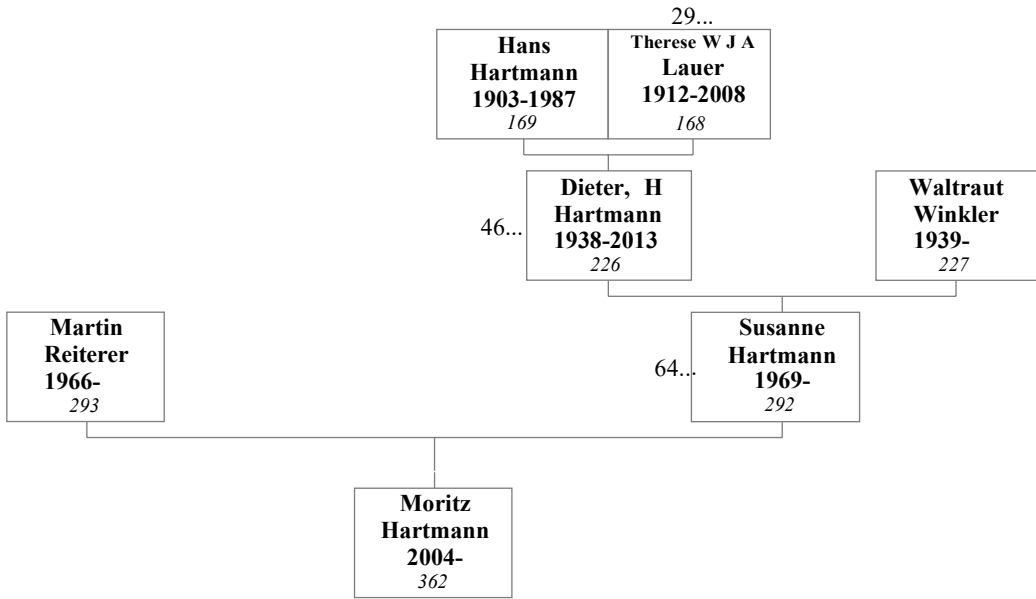 29...
Hans
Hartmann
1903-1987
169
Therese W J A
Lauer
1912-2008
168
46...
Dieter, H
Hartmann
1938-2013
226
Waltraut
Winkler
1939-
227
Martin
Reiterer
1966-
293
64...
Susanne
Hartmann
1969-
292
Moritz
Hartmann
2004-
362